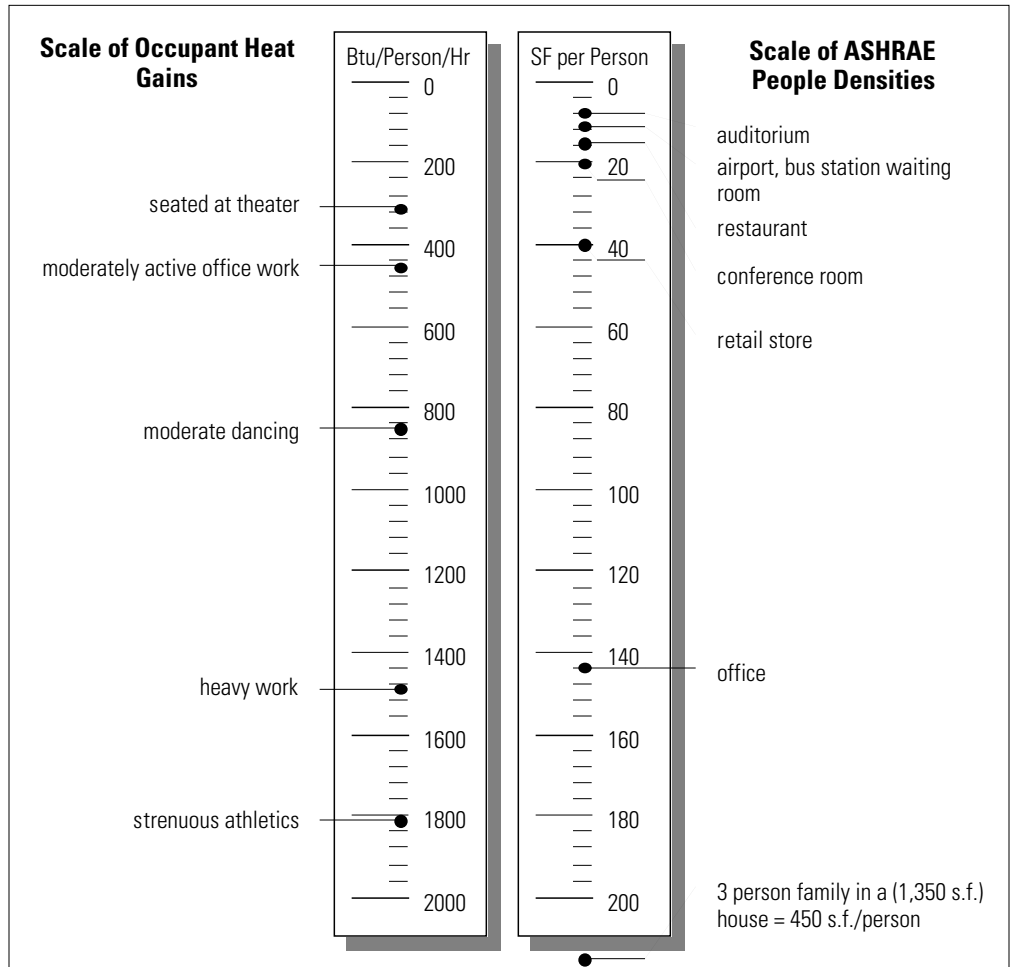 Scale of Occupant Heat
Gains
Btu/Person/Hr
0
200
400
600
800
1000
1200
1400
1600
1800
2000
seated at theater
moderately active office work
moderate dancing
heavy work
strenuous athletics
SF per Person
0
20
40
60
80
100
120
140
160
180
200
Scale of ASHRAE
People Densities
auditorium
airport, bus station waiting
room
restaurant
conference room
retail store
office
3 person family in a (1,350 s.f.)
house = 450 s.f./person